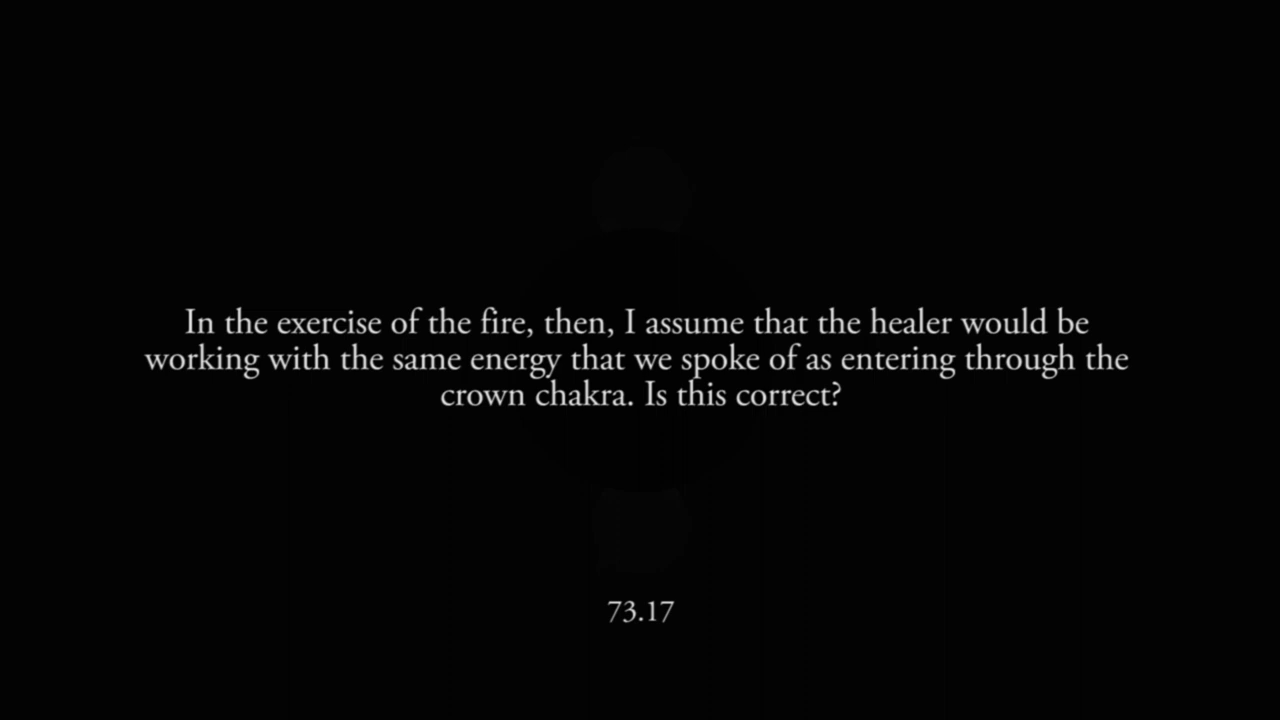 In the exercise of the fire, then, I assume that the healer would be
working with the same energy that we spoke of as entering through the
crown chakra. Is this correct?
73.17